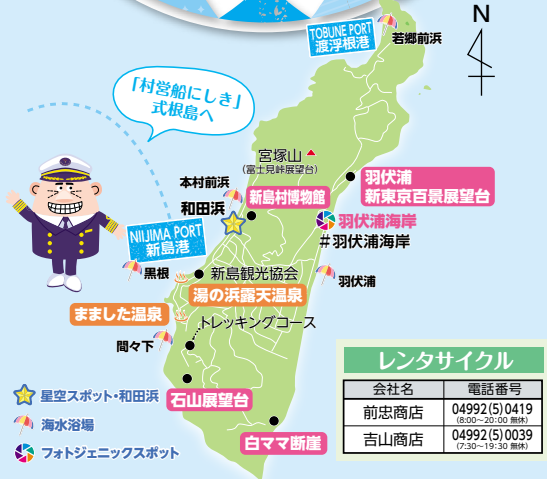 N
TOBUNE PORT
渡浮根港
若郷前浜
「村営船にしき」
式根島へ
宮塚山
(富士見峠展望台)
羽伏浦
新東京百景展望台
本村前浜
新島村博物館
和田浜
羽伏浦海岸
#羽伏浦海岸
NIIJIMA PORT
新島港
黒根
新島観光協会
羽伏浦
湯の浜露天温泉
まました温泉
トレッキングコース
間々下
石山展望台
白ママ断崖
星空スポット・和田浜
海水浴場
フォトジェニックスポット
レンタサイクル
会社名 電話番号
前忠商店 04992(5)0419
(8:00～20:00 無休)
吉山商店 04992(5)0039
(7:30～19:30 無休)